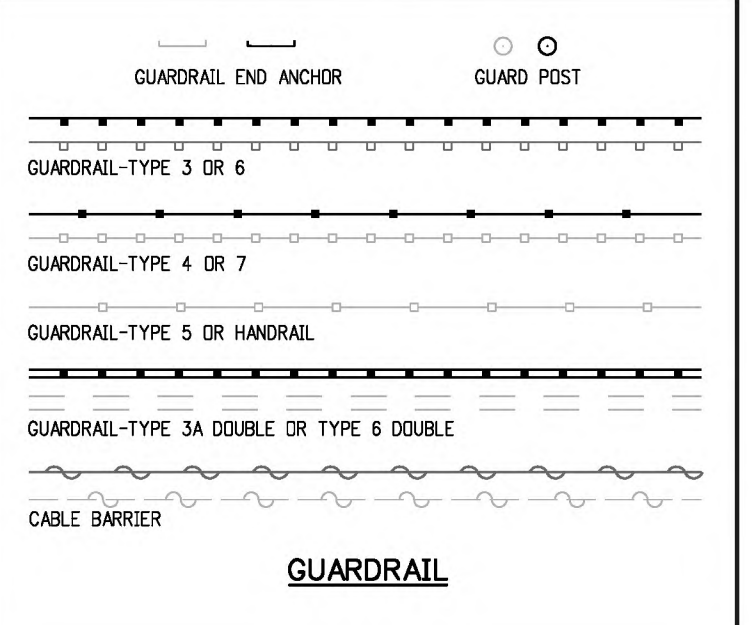 GUARDRAIL END ANCHOR
GUARD POST
GUARDRAIL-TYPE 3 OR 6
GUARDRAIL-TYPE 4 OR 7
GUARDRAIL-TYPE 5 OR HANDRAIL
GUARDRAIL-TYPE 3A DOUBLE OR TYPE 6 DOUBLE
CABLE BARRIER
GUARDRAIL